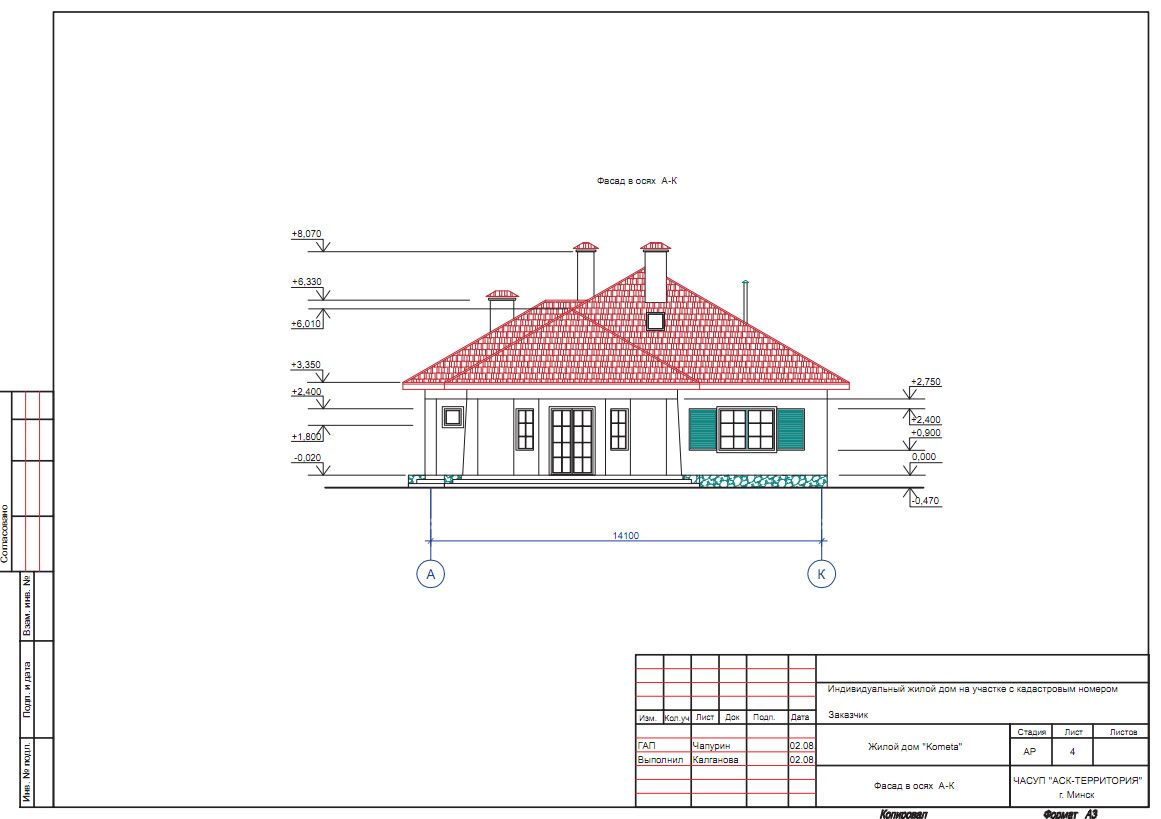 Фасад в осях А-К
+8,070
+6,330
+6,010
+3,350
+2,400
+1,800
-0,020
+2,750
+2,400
+0,900
0,000
-0,470
14100
А
К
Согласовано
Взам. инв. №
Подп. и дата
Инв. № подл.
Индивидуальный жилой дом на участке с кадастровым номером
Изм. Кол.уч Лист Док Подп. Дата
Заказчик
ГАП Чапурин 02.08.
Выполнил Калганова 02.08.
Жилой дом "Kometa"
Стадия Лист Листов
АР 4
Фасад в осях А-К
ЧАСУП "АСК-ТЕРРИТОРИЯ"
г. Минск
Копировал Формат А3